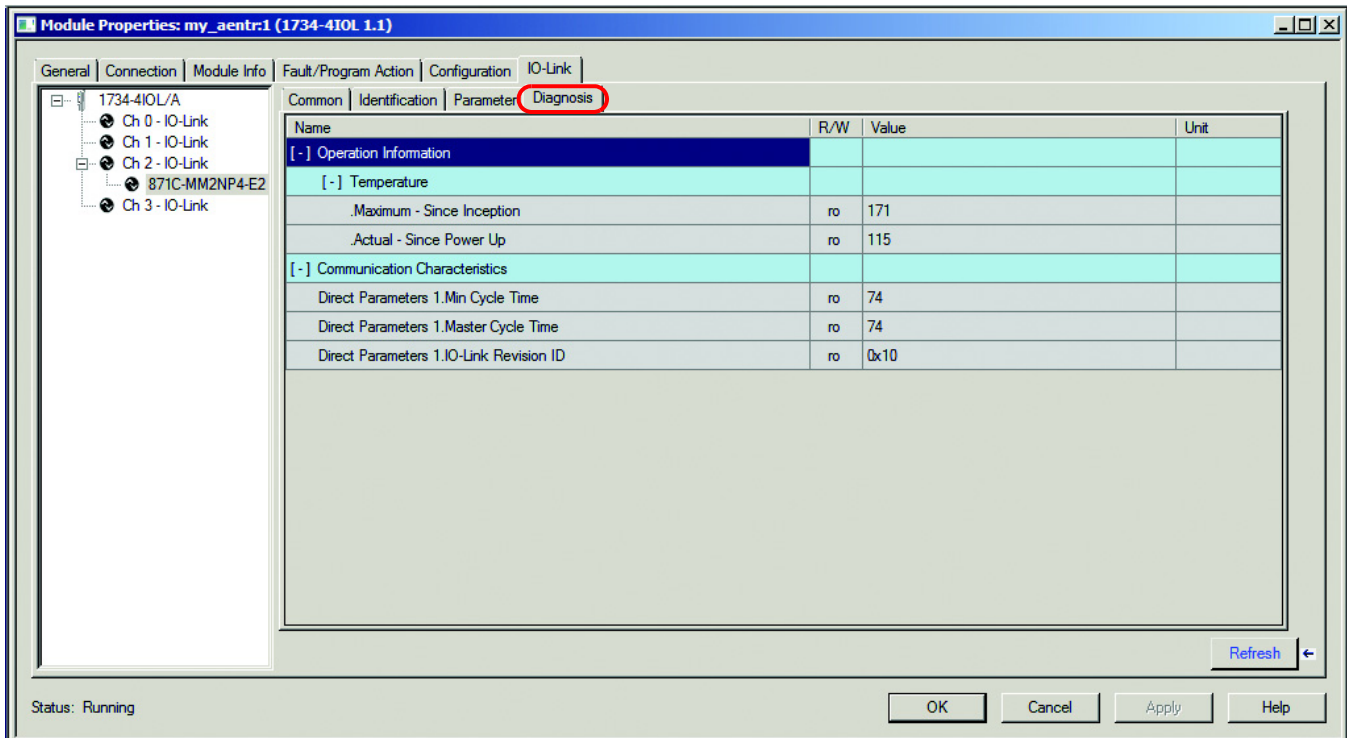 Module Properties: my_aentr:1 (1734-4IOL 1.1)
General Connection Module Info Fault/Program Action Configuration IO-Link
1734-4IOL/A
Ch 0 - IO-Link
Ch 1 - IO-Link
Ch 2 - IO-Link
871C-MM2NP4-E2
Ch 3 - IO-Link
Common Identification Parameter Diagnosis
Name R/W Value Unit
[-] Operation Information
[-] Temperature
.Maximum - Since Inception ro 171
.Actual - Since Power Up ro 115
[-] Communication Characteristics
Direct Parameters 1.Min Cycle Time ro 74
Direct Parameters 1.Master Cycle Time ro 74
Direct Parameters 1.IO-Link Revision ID ro 0x10
Refresh
Status: Running
OK Cancel Apply Help